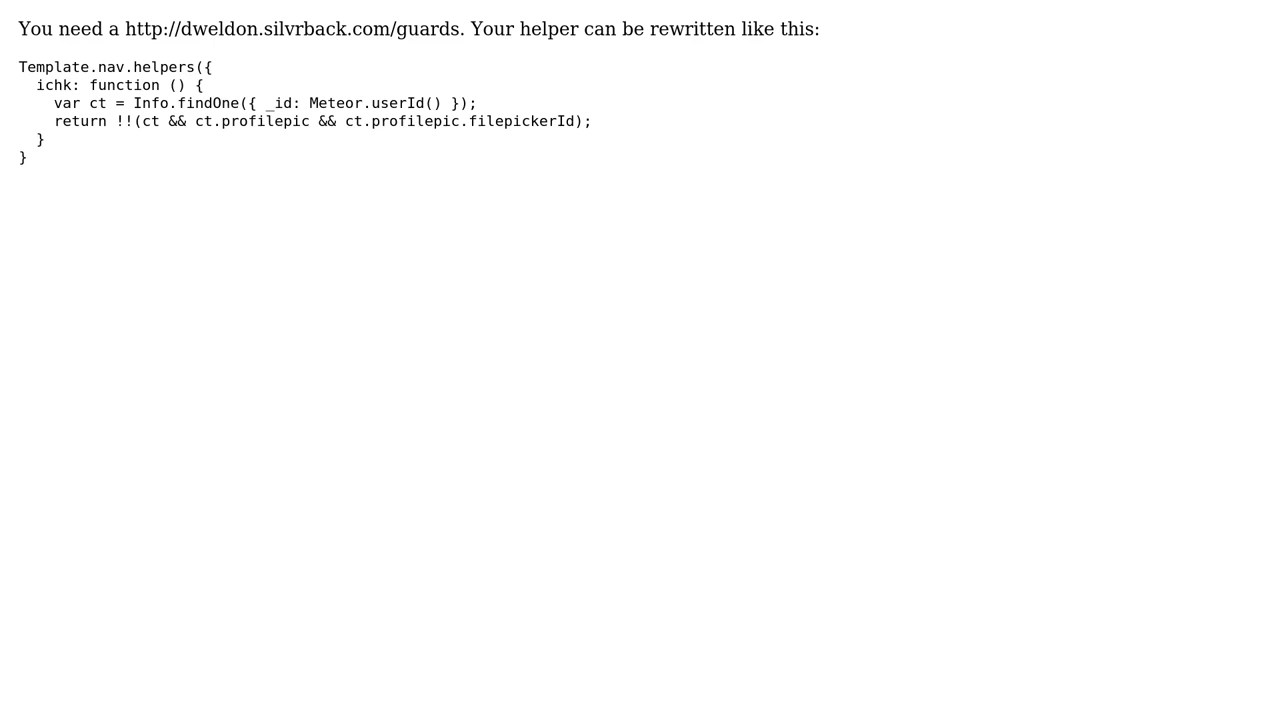 You need a http://dweldon.silvrback.com/guards. Your helper can be rewritten like this:
Template.nav.helpers({
  ichk: function () {
    var ct = Info.findOne({ _id: Meteor.userId() });
    return !!(ct && ct.profilepic && ct.profilepic.filepickerId);
  }
}